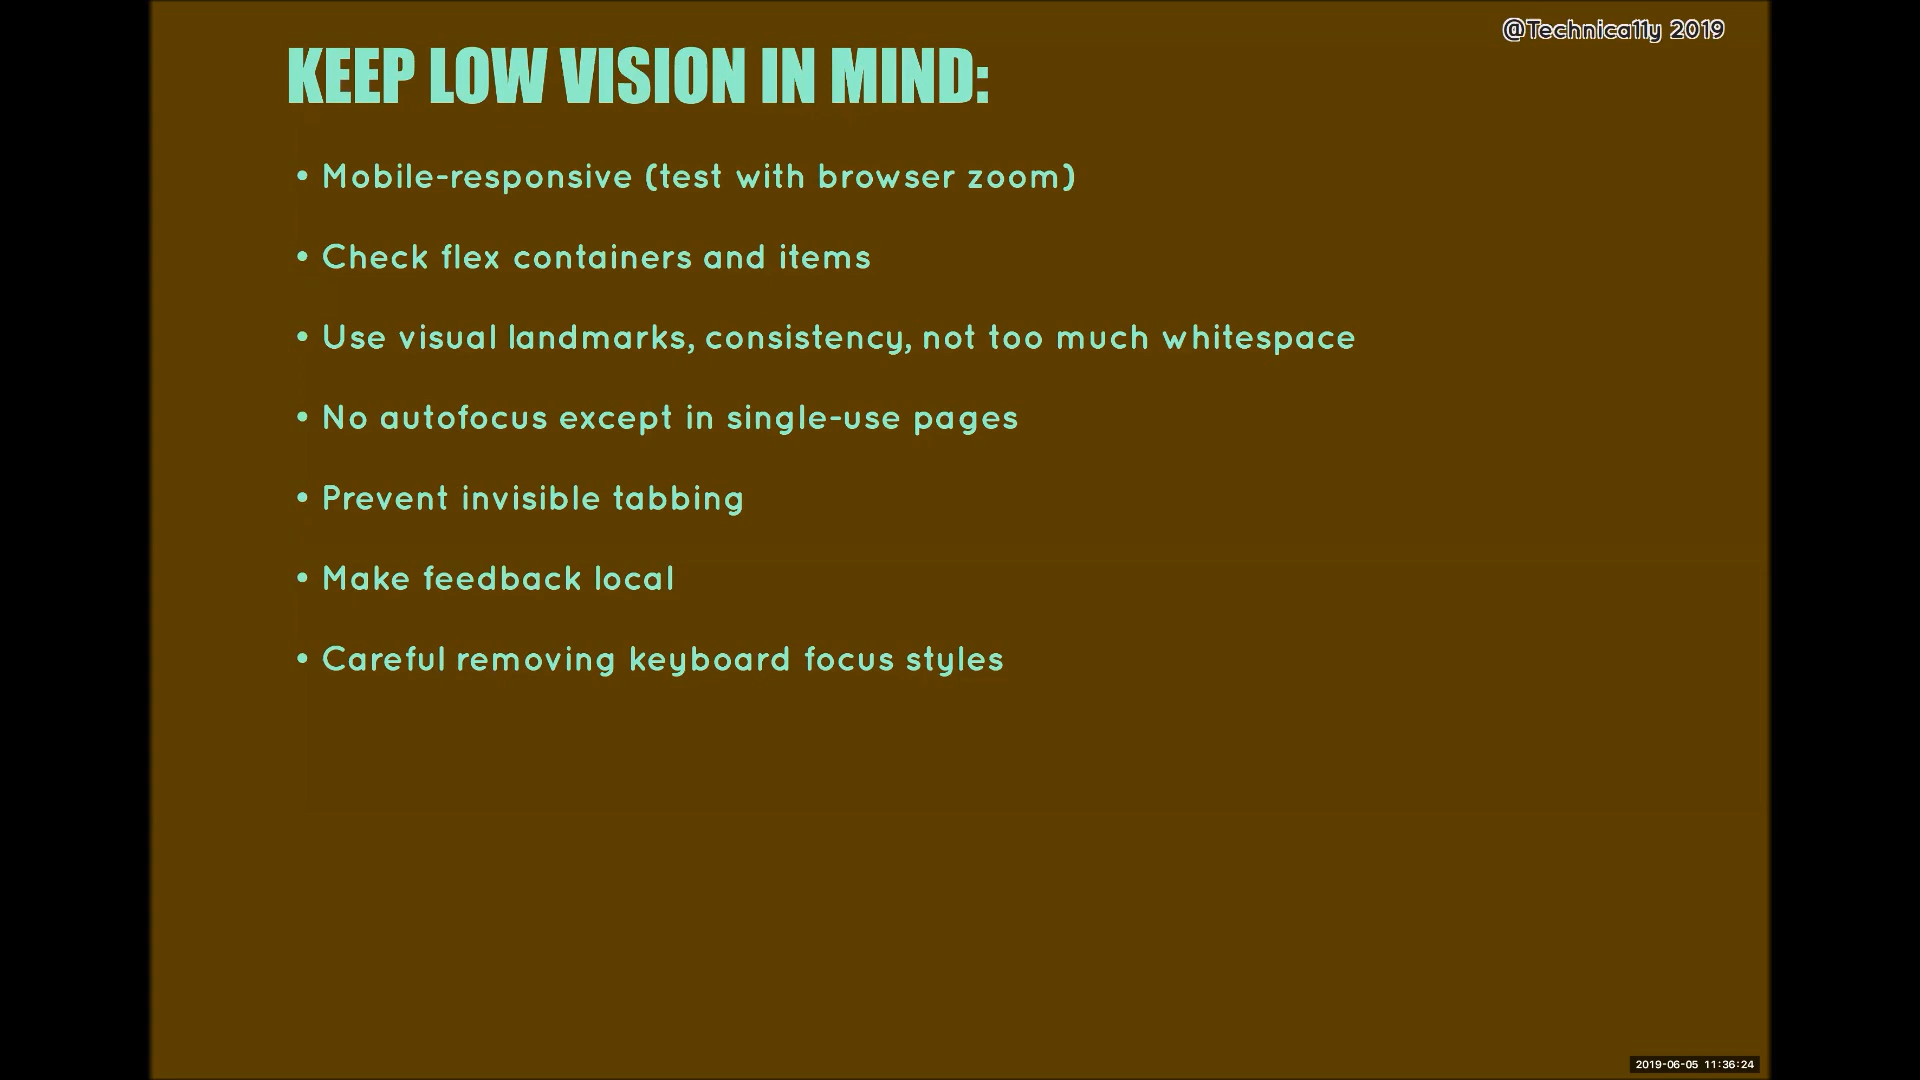 @Technica11y 2019
KEEP LOW VISION IN MIND:
• Mobile-responsive (test with browser zoom)
• Check flex containers and items
• Use visual landmarks, consistency, not too much whitespace
• No autofocus except in single-use pages
• Prevent invisible tabbing
• Make feedback local
• Careful removing keyboard focus styles
2019-06-05 11:36:24